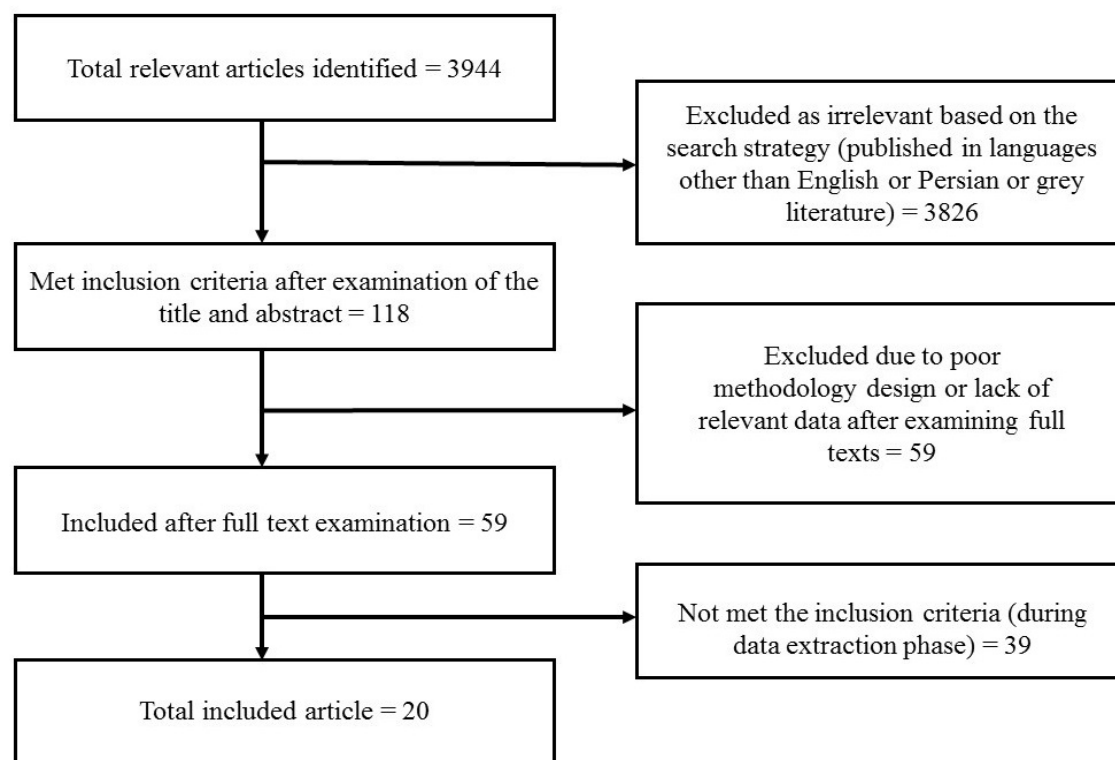 Total relevant articles identified = 3944
Excluded as irrelevant based on the
search strategy (published in languages
other than English or Persian or grey
literature) = 3826
Met inclusion criteria after examination of the
title and abstract = 118
Excluded due to poor
methodology design or lack of
relevant data after examining full
texts = 59
Included after full text examination = 59
Not met the inclusion criteria (during
data extraction phase) = 39
Total included article = 20